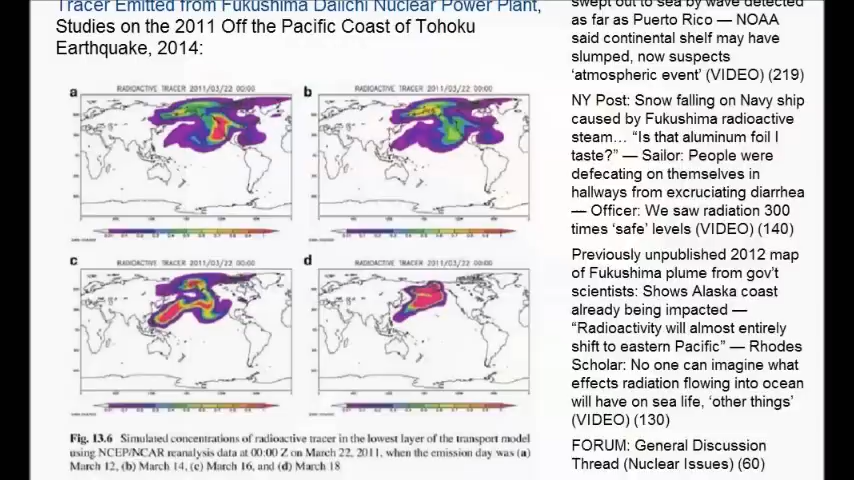 Tracer Emitted from Fukushima Daiichi Nuclear Power Plant,
Studies on the 2011 Off the Pacific Coast of Tohoku
Earthquake, 2014:
a
RADIOACTIVE TRACER 2011/03/22 00:00
b
RADIOACTIVE TRACER 2011/03/22 00:00
c
RADIOACTIVE TRACER 2011/03/22 00:00
d
RADIOACTIVE TRACER 2011/03/22 00:00
Fig. 13.6 Simulated concentrations of radioactive tracer in the lowest layer of the transport model
using NCEP/NCAR reanalysis data at 00:00 Z on March 22, 2011, when the emission day was (a)
March 12, (b) March 14, (c) March 16, and (d) March 18
swept out to sea by wave detected
as far as Puerto Rico — NOAA
said continental shelf may have
slumped, now suspects
‘atmospheric event’ (VIDEO) (219)
NY Post: Snow falling on Navy ship
caused by Fukushima radioactive
steam… “Is that aluminum foil I
taste?” — Sailor: People were
defecating on themselves in
hallways from excruciating diarrhea
— Officer: We saw radiation 300
times ‘safe’ levels (VIDEO) (140)
Previously unpublished 2012 map
of Fukushima plume from gov’t
scientists: Shows Alaska coast
already being impacted —
“Radioactivity will almost entirely
shift to eastern Pacific” — Rhodes
Scholar: No one can imagine what
effects radiation flowing into ocean
will have on sea life, ‘other things’
(VIDEO) (130)
FORUM: General Discussion
Thread (Nuclear Issues) (60)